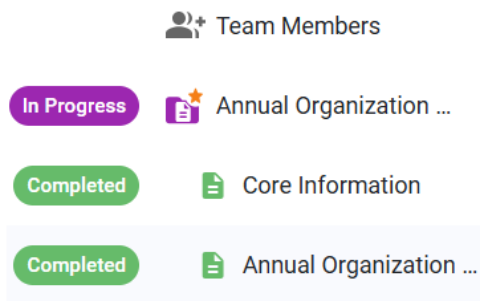 Team Members
In Progress Annual Organization ...
Completed Core Information
Completed Annual Organization ...